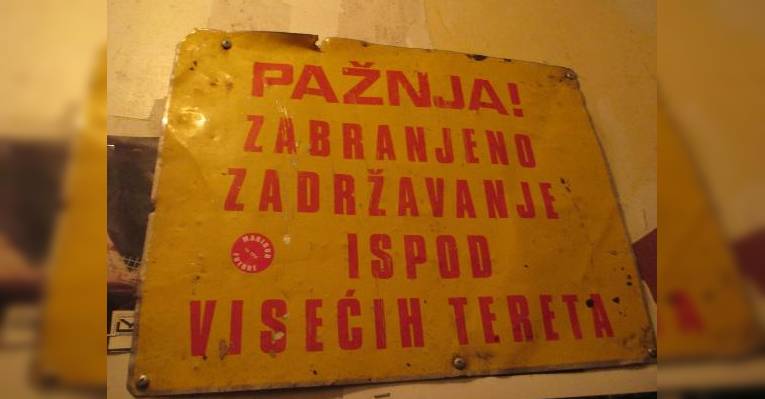 PAŽNJA!
ZABRANJENO
ZADRŽAVANJE
ISPOD
VISEĆIH TERETA